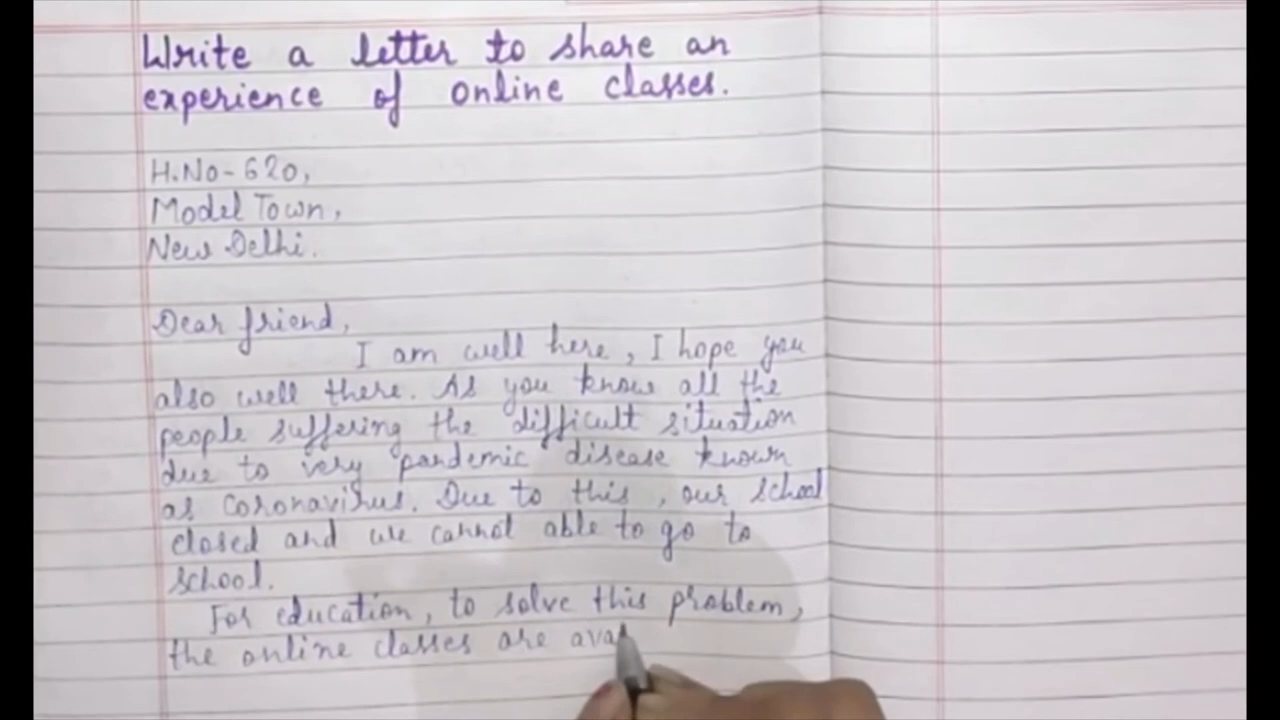 Write a letter to share an
experience of online classes.
H.No-620,
Model Town,
New Delhi.
Dear friend,
I am well here, I hope you
also well there. As you know all the
people suffering the difficult situation
due to very pandemic disease known
as coronavirus. Due to this, our school
closed and we cannot able to go to
school.
For education, to solve this problem,
the online classes are ava